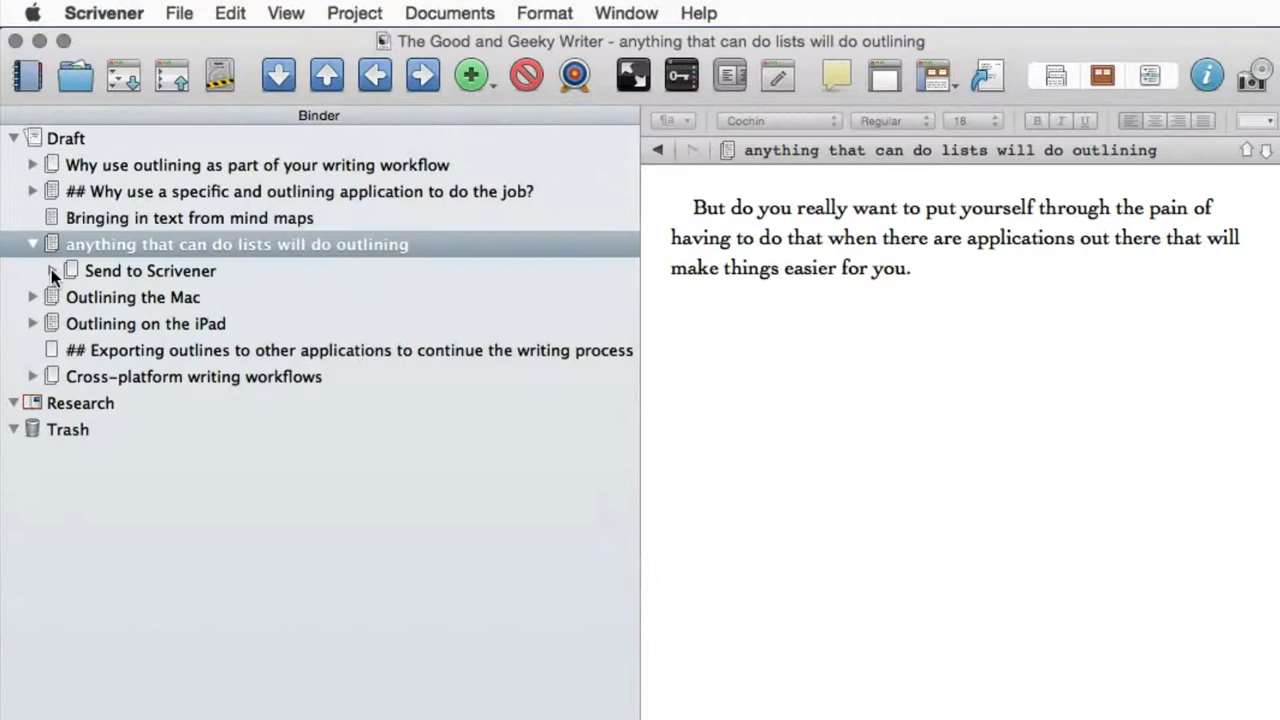 Scrivener File Edit View Project Documents Format Window Help
The Good and Geeky Writer - anything that can do lists will do outlining
Binder
Draft
Why use outlining as part of your writing workflow
## Why use a specific and outlining application to do the job?
Bringing in text from mind maps
anything that can do lists will do outlining
Send to Scrivener
Outlining the Mac
Outlining on the iPad
## Exporting outlines to other applications to continue the writing process
Cross-platform writing workflows
Research
Trash
¶a Cochin Regular 18 B I U
anything that can do lists will do outlining
But do you really want to put yourself through the pain of
having to do that when there are applications out there that will
make things easier for you.